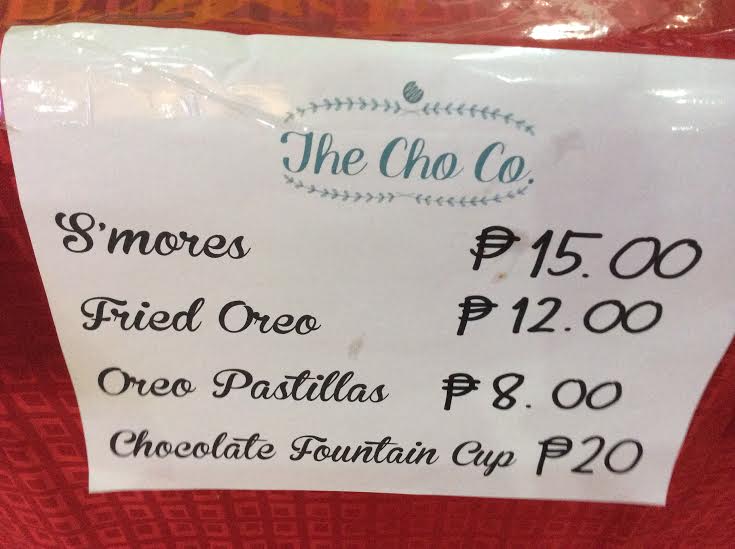 The Cho Co.
S'mores ₱15.00
Fried Oreo ₱12.00
Oreo Pastillas ₱8.00
Chocolate Fountain Cup ₱20